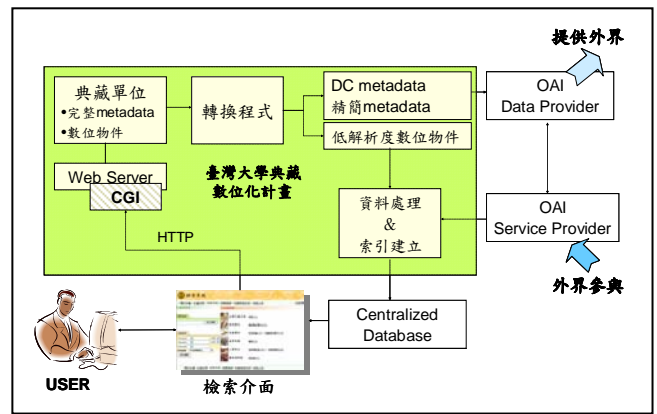 提供外界
典藏單位
•完整metadata
•數位物件
轉換程式
DC metadata
精簡metadata
低解析度數位物件
OAI
Data Provider
Web Server
CGI
臺灣大學典藏
數位化計畫
資料處理
&
索引建立
OAI
Service Provider
HTTP
外界參與
Centralized
Database
USER
檢索介面